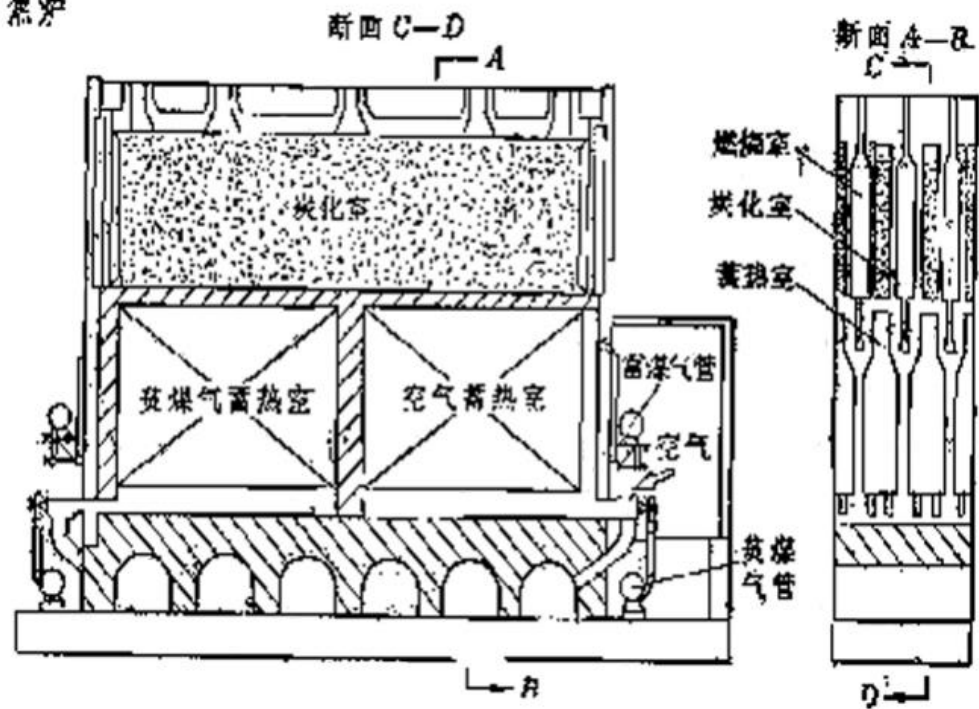 焦炉
断面 C—D
A
炭化室
贫煤气蓄热室
空气蓄热室
富煤气管
空气
贫煤
气管
B
断面 A—B
C
燃烧室
炭化室
蓄热室
D